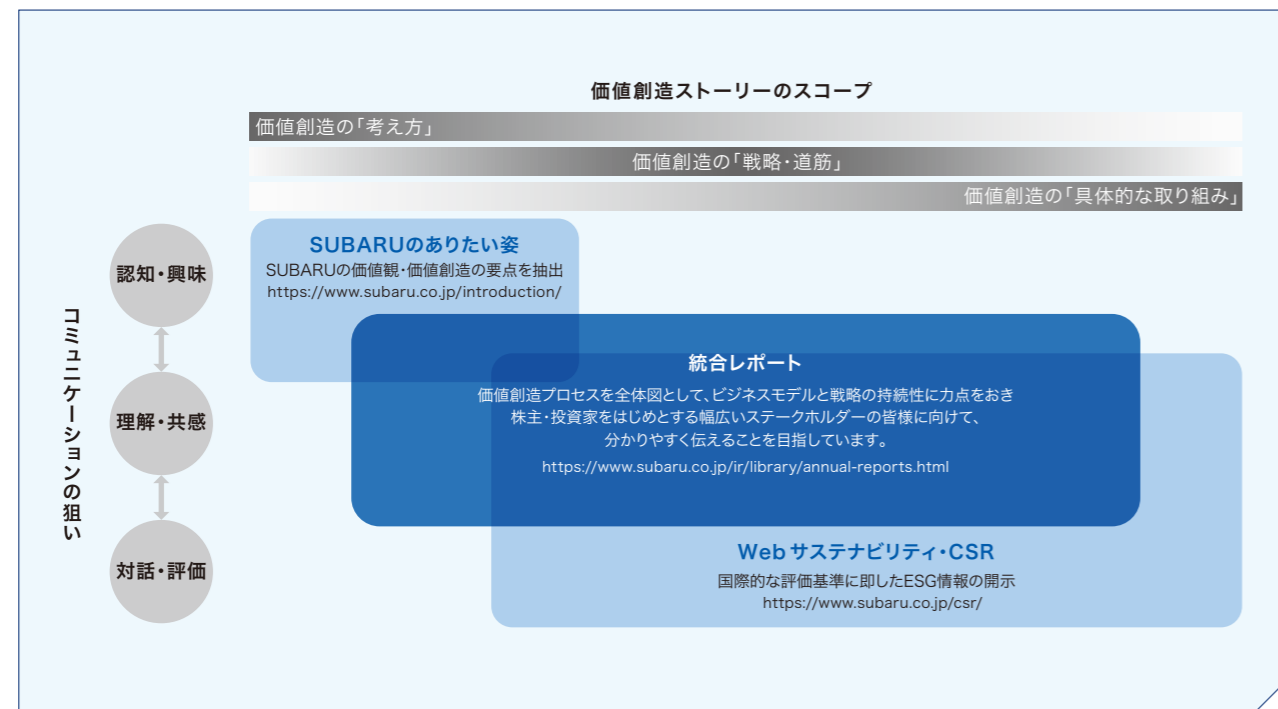 価値創造ストーリーのスコープ
価値創造の「考え方」
価値創造の「戦略・道筋」
価値創造の「具体的な取り組み」
コミュニケーションの狙い
認知・興味
理解・共感
対話・評価
SUBARUのありたい姿
SUBARUの価値観・価値創造の要点を抽出
https://www.subaru.co.jp/introduction/
統合レポート
価値創造プロセスを全体図として、ビジネスモデルと戦略の持続性に力点をおき
株主・投資家をはじめとする幅広いステークホルダーの皆様に向けて、
分かりやすく伝えることを目指しています。
https://www.subaru.co.jp/ir/library/annual-reports.html
Web サステナビリティ・CSR
国際的な評価基準に即したESG情報の開示
https://www.subaru.co.jp/csr/